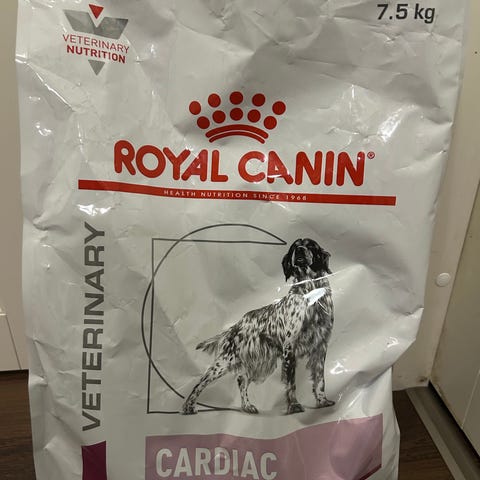 7.5 kg
VETERINARY
NUTRITION
ROYAL CANIN®
HEALTH NUTRITION SINCE 1968
VETERINARY
CARDIAC